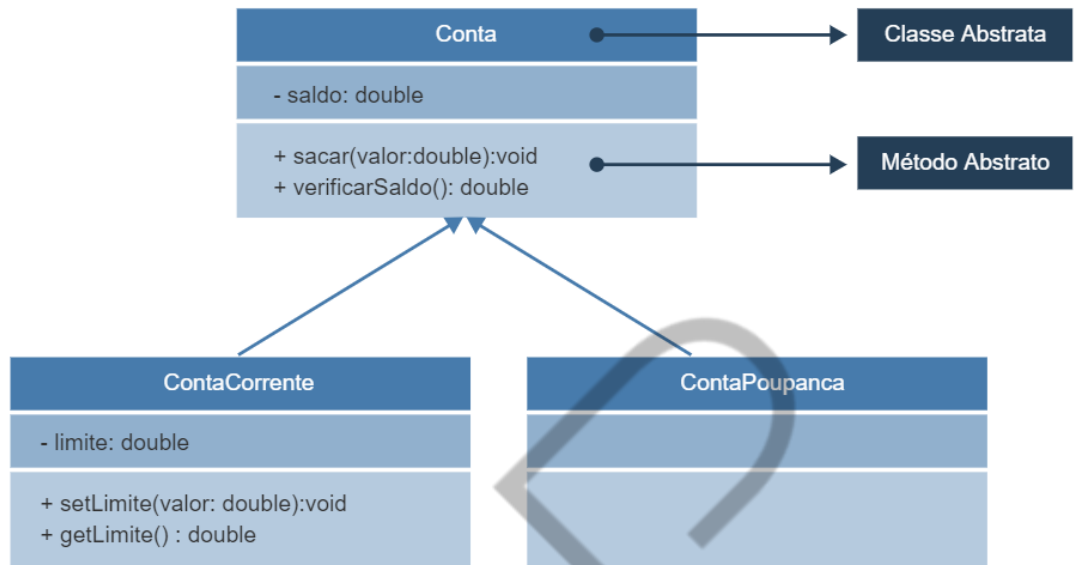 Conta
Classe Abstrata
- saldo: double
+ sacar(valor:double):void
+ verificarSaldo(): double
Método Abstrato
ContaCorrente
- limite: double
+ setLimite(valor: double):void
+ getLimite() : double
ContaPoupanca